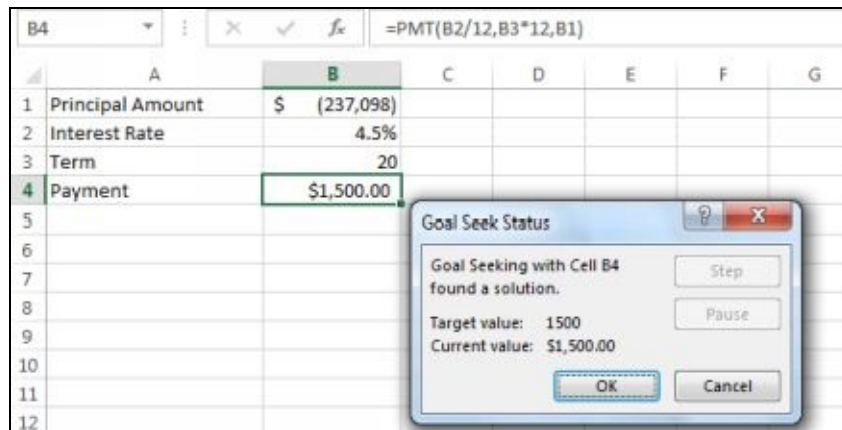 B4 fx =PMT(B2/12,B3*12,B1)
A B C D E F G
1 Principal Amount $ (237,098)
2 Interest Rate 4.5%
3 Term 20
4 Payment $1,500.00
5
6
7
8
9
10
11
12
Goal Seek Status ? X
Goal Seeking with Cell B4
found a solution.
Step
Pause
Target value: 1500
Current value: $1,500.00
OK Cancel